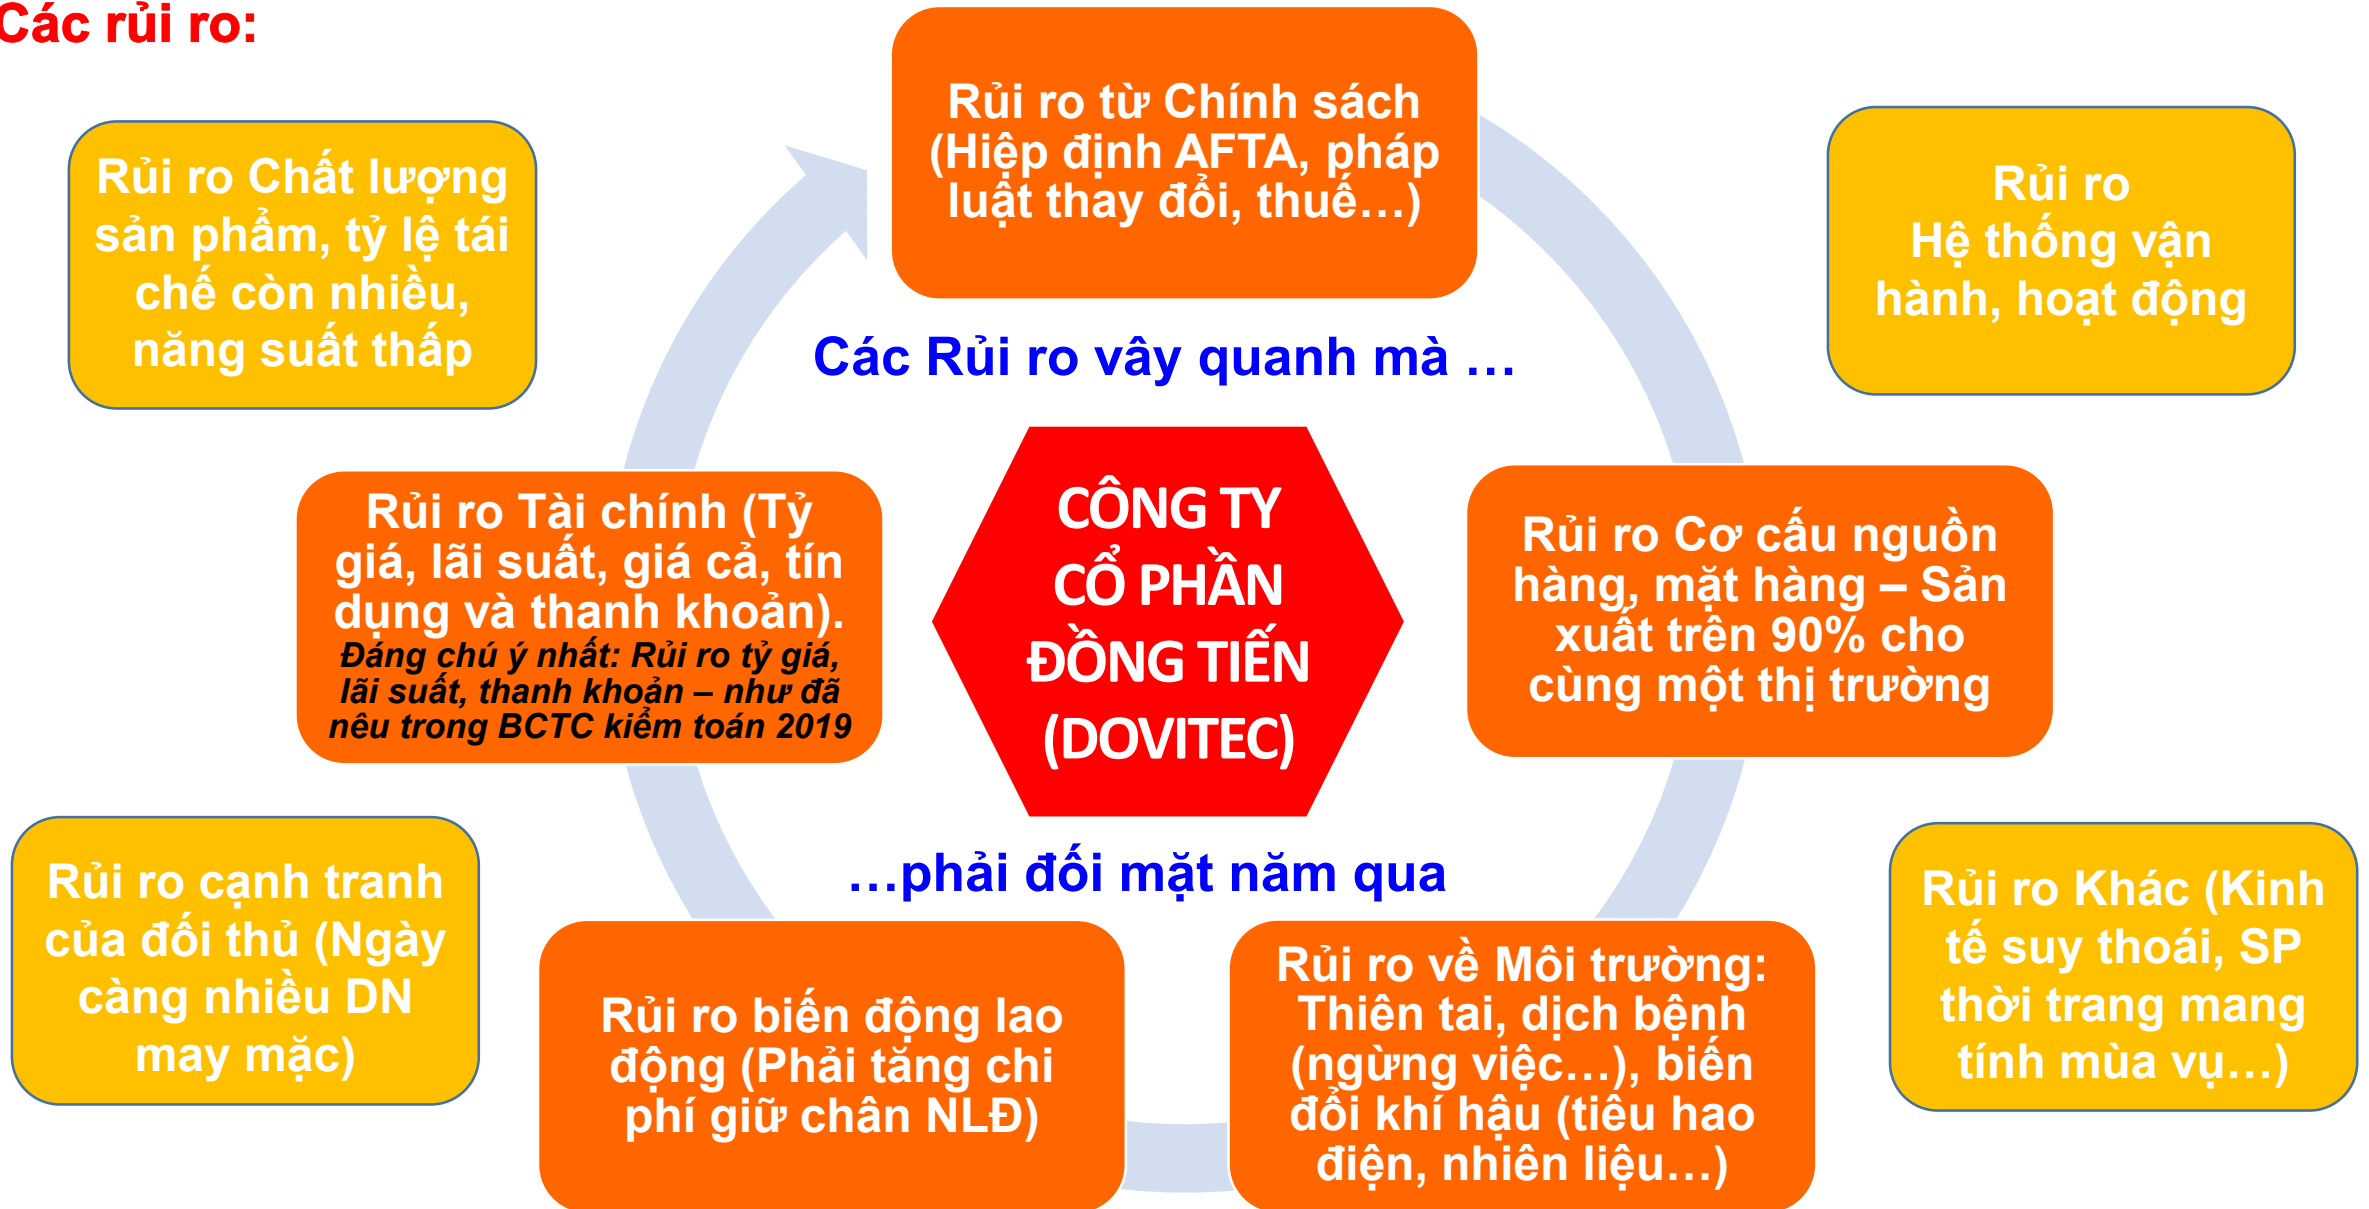 Các rủi ro:
Rủi ro từ Chính sách
(Hiệp định AFTA, pháp
luật thay đổi, thuế…)
Rủi ro Chất lượng
sản phẩm, tỷ lệ tái
chế còn nhiều,
năng suất thấp
Rủi ro
Hệ thống vận
hành, hoạt động
Các Rủi ro vây quanh mà …
CÔNG TY
CỔ PHẦN
ĐỒNG TIẾN
(DOVITEC)
Rủi ro Tài chính (Tỷ
giá, lãi suất, giá cả, tín
dụng và thanh khoản).
Đáng chú ý nhất: Rủi ro tỷ giá,
lãi suất, thanh khoản – như đã
nêu trong BCTC kiểm toán 2019
Rủi ro Cơ cấu nguồn
hàng, mặt hàng – Sản
xuất trên 90% cho
cùng một thị trường
…phải đối mặt năm qua
Rủi ro cạnh tranh
của đối thủ (Ngày
càng nhiều DN
may mặc)
Rủi ro biến động lao
động (Phải tăng chi
phí giữ chân NLĐ)
Rủi ro về Môi trường:
Thiên tai, dịch bệnh
(ngừng việc…), biến
đổi khí hậu (tiêu hao
điện, nhiên liệu…)
Rủi ro Khác (Kinh
tế suy thoái, SP
thời trang mang
tính mùa vụ…)